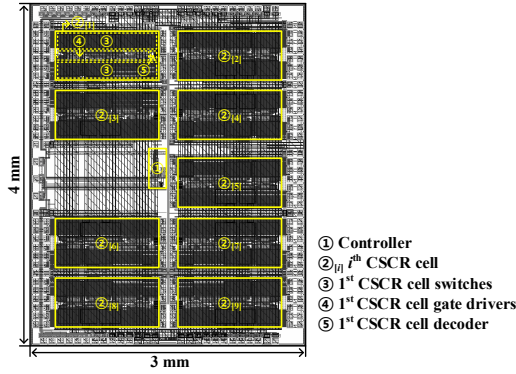 ②[1]
④ ③
③ ⑤
②[2]
②[3] ②[4]
①
②[5]
②[6] ②[7]
②[8] ②[9]
4 mm
3 mm
① Controller
②[i] iᵗʰ CSCR cell
③ 1ˢᵗ CSCR cell switches
④ 1ˢᵗ CSCR cell gate drivers
⑤ 1ˢᵗ CSCR cell decoder